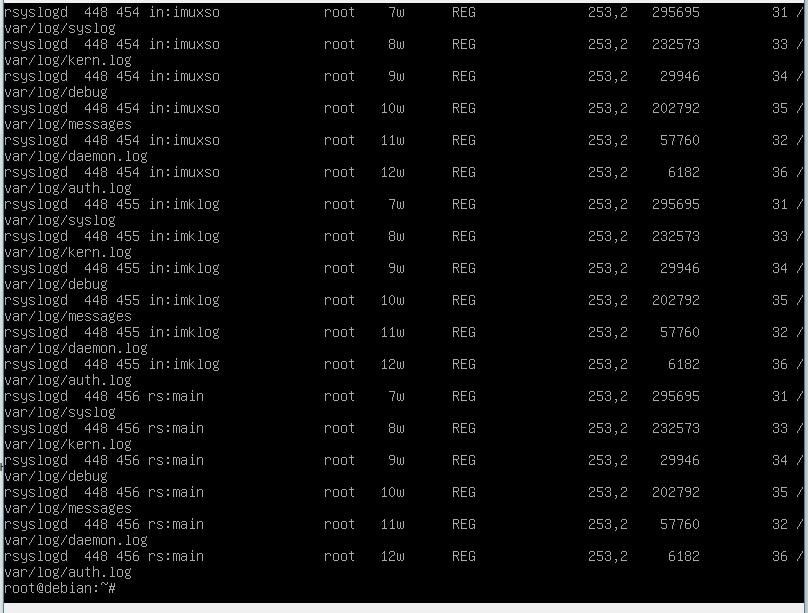 rsyslogd  448 454 in:imuxso             root    7w      REG              253,2   295695         31 /
var/log/syslog
rsyslogd  448 454 in:imuxso             root    8w      REG              253,2   232573         33 /
var/log/kern.log
rsyslogd  448 454 in:imuxso             root    9w      REG              253,2    29946         34 /
var/log/debug
rsyslogd  448 454 in:imuxso             root   10w      REG              253,2   202792         35 /
var/log/messages
rsyslogd  448 454 in:imuxso             root   11w      REG              253,2    57760         32 /
var/log/daemon.log
rsyslogd  448 454 in:imuxso             root   12w      REG              253,2     6182         36 /
var/log/auth.log
rsyslogd  448 455 in:imklog             root    7w      REG              253,2   295695         31 /
var/log/syslog
rsyslogd  448 455 in:imklog             root    8w      REG              253,2   232573         33 /
var/log/kern.log
rsyslogd  448 455 in:imklog             root    9w      REG              253,2    29946         34 /
var/log/debug
rsyslogd  448 455 in:imklog             root   10w      REG              253,2   202792         35 /
var/log/messages
rsyslogd  448 455 in:imklog             root   11w      REG              253,2    57760         32 /
var/log/daemon.log
rsyslogd  448 455 in:imklog             root   12w      REG              253,2     6182         36 /
var/log/auth.log
rsyslogd  448 456 rs:main               root    7w      REG              253,2   295695         31 /
var/log/syslog
rsyslogd  448 456 rs:main               root    8w      REG              253,2   232573         33 /
var/log/kern.log
rsyslogd  448 456 rs:main               root    9w      REG              253,2    29946         34 /
var/log/debug
rsyslogd  448 456 rs:main               root   10w      REG              253,2   202792         35 /
var/log/messages
rsyslogd  448 456 rs:main               root   11w      REG              253,2    57760         32 /
var/log/daemon.log
rsyslogd  448 456 rs:main               root   12w      REG              253,2     6182         36 /
var/log/auth.log
root@debian:~#